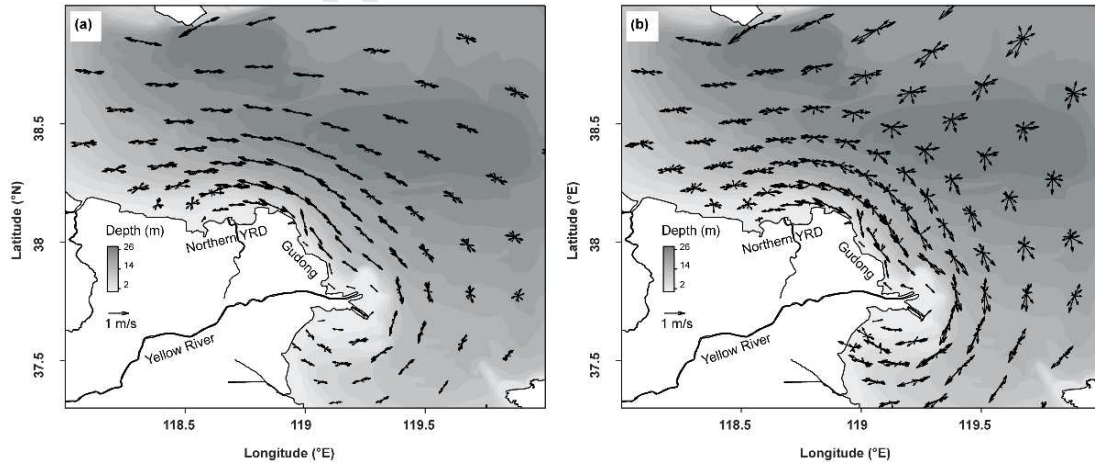 (a)
38.5
38
37.5
Latitude (°N)
Depth (m)
26
14
2
1 m/s
Northern YRD
Gudong
Yellow River
118.5
119
119.5
Longitude (°E)
(b)
38.5
38
37.5
Latitude (°E)
Depth (m)
26
14
2
1 m/s
Northern YRD
Gudong
Yellow River
118.5
119
119.5
Longitude (°E)